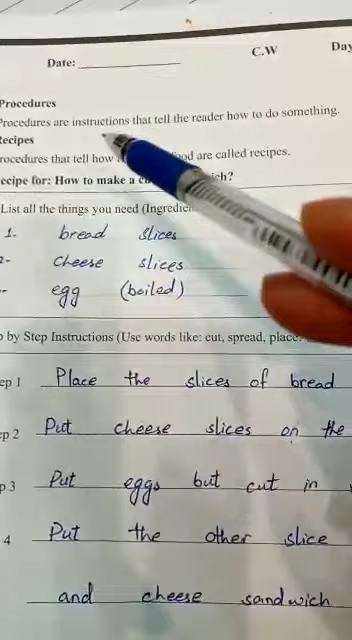 C.W Day
Date:
Procedures
Procedures are instructions that tell the reader how to do something.
Recipes
rocedures that tell how are called recipes.
ecipe for: How to make a
List all the things you need
1- bread slices
2- cheese slices
egg (boiled)
by Step Instructions (Use words like: cut, spread, place
ep 1 Place the slices of bread
ep 2 Put cheese slices on the
p 3 Put eggs but cut in
4 Put the other slice
and cheese sandwich